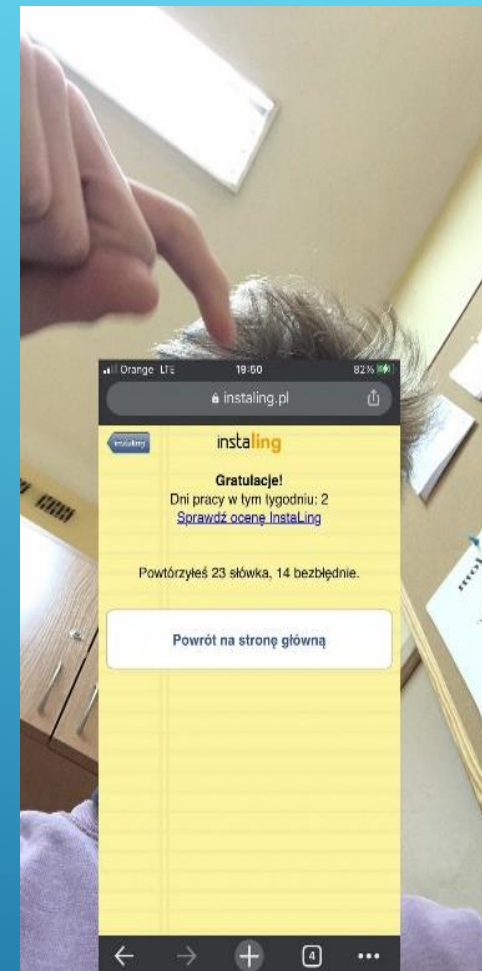 Orange LTE 19:50 82%
instaling.pl
instaling
instaling
Gratulacje!
Dni pracy w tym tygodniu: 2
Sprawdź ocenę InstaLing
Powtórzyłeś 23 słówka, 14 bezbłędnie.
Powrót na stronę główną
4